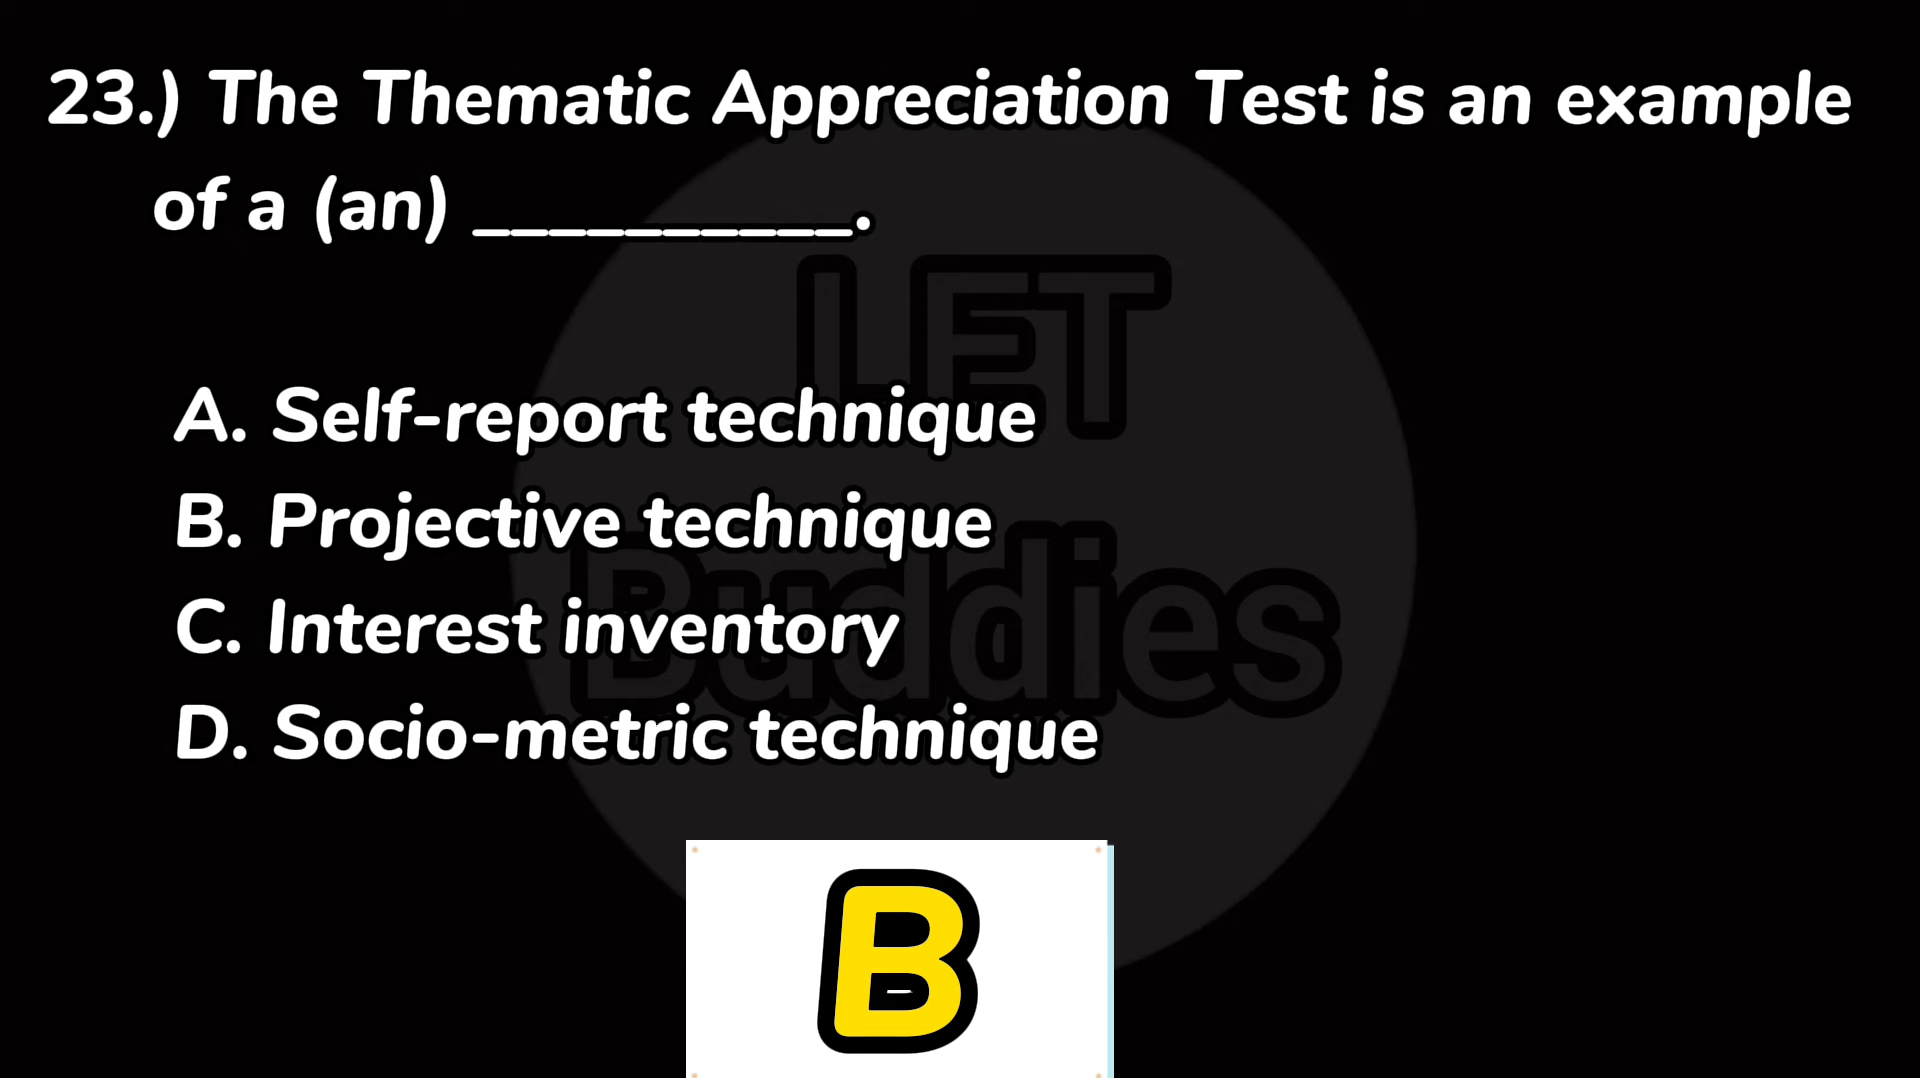 23.) The Thematic Appreciation Test is an example
of a (an) __________.
LET
A. Self-report technique
B. Projective technique
Buddies
C. Interest inventory
D. Socio-metric technique
B